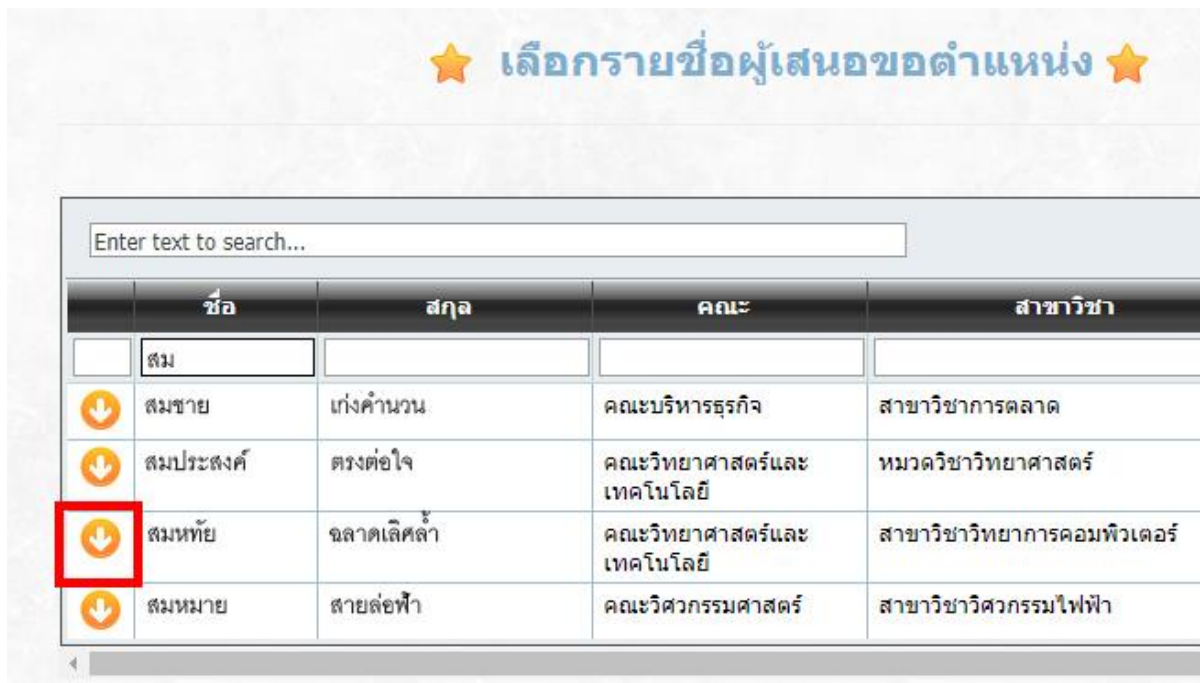 เลือกรายชื่อผู้เสนอขอตำแหน่ง
Enter text to search...
ชื่อ สกุล คณะ สาขาวิชา
สม
สมชาย เก่งคำนวน คณะบริหารธุรกิจ สาขาวิชาการตลาด
สมประสงค์ ตรงต่อใจ คณะวิทยาศาสตร์และ หมวดวิชาวิทยาศาสตร์
เทคโนโลยี
สมหทัย ฉลาดเลิศล้ำ คณะวิทยาศาสตร์และ สาขาวิชาวิทยาการคอมพิวเตอร์
เทคโนโลยี
สมหมาย สายล่อฟ้า คณะวิศวกรรมศาสตร์ สาขาวิชาวิศวกรรมไฟฟ้า